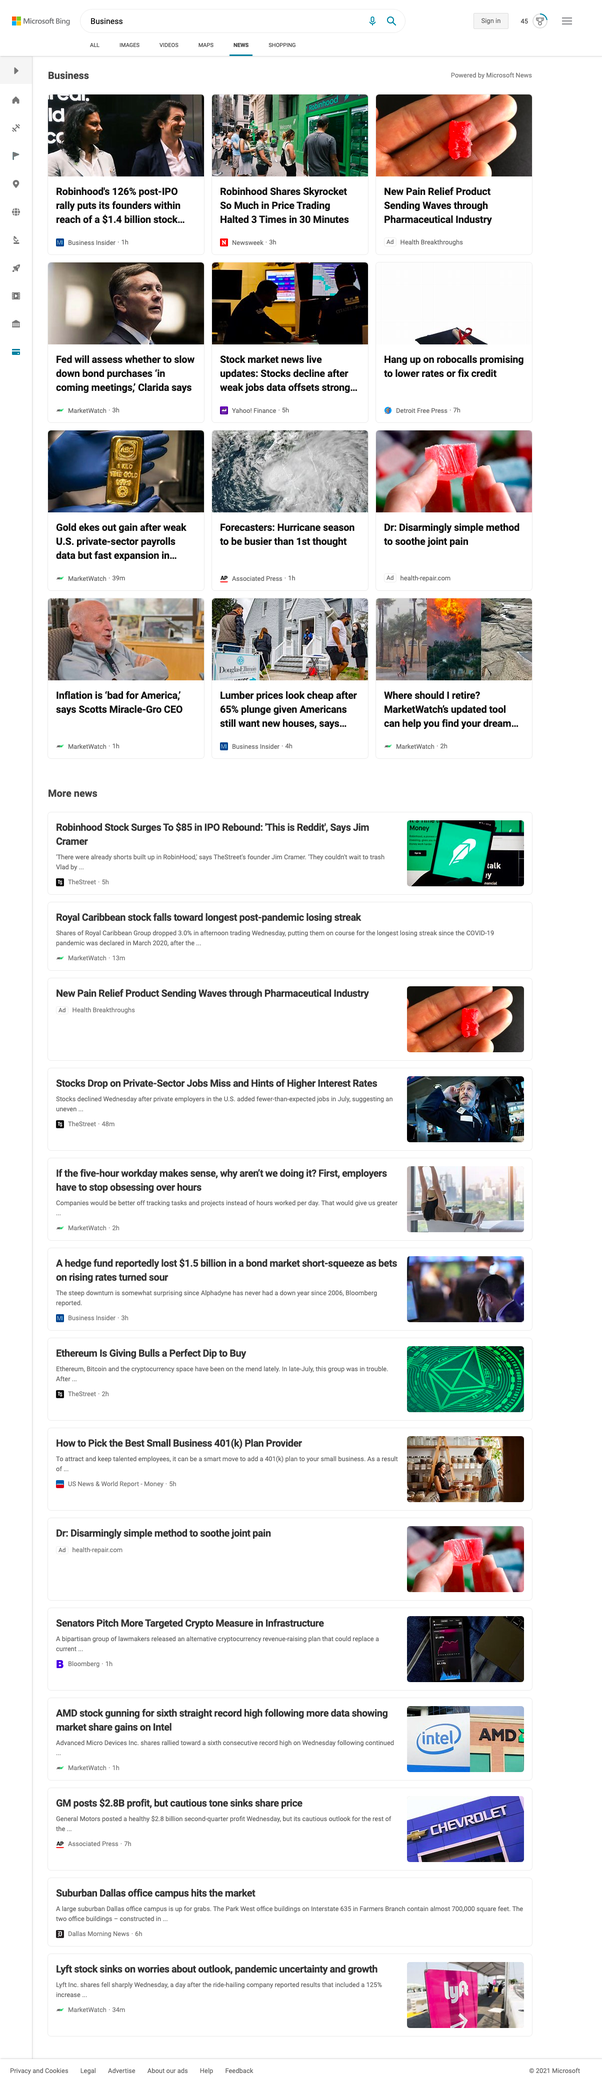 Microsoft Bing
Business
Sign in
45
ALL IMAGES VIDEOS MAPS NEWS SHOPPING
Business
Powered by Microsoft News
Robinhood's 126% post-IPO
rally puts its founders within
reach of a $1.4 billion stock...
Business Insider · 1h
Robinhood Shares Skyrocket
So Much in Price Trading
Halted 3 Times in 30 Minutes
Newsweek · 3h
New Pain Relief Product
Sending Waves through
Pharmaceutical Industry
Ad Health Breakthroughs
Fed will assess whether to slow
down bond purchases ‘in
coming meetings,’ Clarida says
MarketWatch · 3h
Stock market news live
updates: Stocks decline after
weak jobs data offsets strong...
Yahoo! Finance · 5h
Hang up on robocalls promising
to lower rates or fix credit
Detroit Free Press · 7h
Gold ekes out gain after weak
U.S. private-sector payrolls
data but fast expansion in...
MarketWatch · 39m
Forecasters: Hurricane season
to be busier than 1st thought
AP Associated Press · 1h
Dr: Disarmingly simple method
to soothe joint pain
Ad health-repair.com
Inflation is ‘bad for America,’
says Scotts Miracle-Gro CEO
MarketWatch · 1h
Douglas Elliman
Lumber prices look cheap after
65% plunge given Americans
still want new houses, says...
Business Insider · 4h
Where should I retire?
MarketWatch’s updated tool
can help you find your dream...
MarketWatch · 2h
More news
Robinhood Stock Surges To $85 in IPO Rebound: 'This is Reddit', Says Jim
Cramer
'There were already shorts built up in RobinHood,' says TheStreet's founder Jim Cramer. 'They couldn't wait to trash
Vlad by ...
TheStreet · 5h
Money
talk
Royal Caribbean stock falls toward longest post-pandemic losing streak
Shares of Royal Caribbean Group dropped 3.0% in afternoon trading Wednesday, putting them on course for the longest losing streak since the COVID-19
pandemic was declared in March 2020, after the ...
MarketWatch · 13m
New Pain Relief Product Sending Waves through Pharmaceutical Industry
Ad Health Breakthroughs
Stocks Drop on Private-Sector Jobs Miss and Hints of Higher Interest Rates
Stocks declined Wednesday after private employers in the U.S. added fewer-than-expected jobs in July, suggesting an
uneven ...
TheStreet · 48m
If the five-hour workday makes sense, why aren’t we doing it? First, employers
have to stop obsessing over hours
Companies would be better off tracking tasks and projects instead of hours worked per day. That would give us greater
...
MarketWatch · 2h
A hedge fund reportedly lost $1.5 billion in a bond market short-squeeze as bets
on rising rates turned sour
The steep downturn is somewhat surprising since Alphadyne has never had a down year since 2006, Bloomberg
reported.
Business Insider · 3h
Ethereum Is Giving Bulls a Perfect Dip to Buy
Ethereum, Bitcoin and the cryptocurrency space have been on the mend lately. In late-July, this group was in trouble.
After ...
TheStreet · 2h
How to Pick the Best Small Business 401(k) Plan Provider
To attract and keep talented employees, it can be a smart move to add a 401(k) plan to your small business. As a result
of ...
US News & World Report - Money · 5h
Dr: Disarmingly simple method to soothe joint pain
Ad health-repair.com
Senators Pitch More Targeted Crypto Measure in Infrastructure
A bipartisan group of lawmakers released an alternative cryptocurrency revenue-raising plan that could replace a
current ...
B Bloomberg · 1h
AMD stock gunning for sixth straight record high following more data showing
market share gains on Intel
Advanced Micro Devices Inc. shares rallied toward a sixth consecutive record high on Wednesday following continued
...
MarketWatch · 1h
intel AMD
GM posts $2.8B profit, but cautious tone sinks share price
General Motors posted a healthy $2.8 billion second-quarter profit Wednesday, but its cautious outlook for the rest of
the ...
AP Associated Press · 7h
CHEVROLET
Suburban Dallas office campus hits the market
A large suburban Dallas office campus is up for grabs. The Park West office buildings on Interstate 635 in Farmers Branch contain almost 700,000 square feet. The
two office buildings – constructed in ...
Dallas Morning News · 6h
Lyft stock sinks on worries about outlook, pandemic uncertainty and growth
Lyft Inc. shares fell sharply Wednesday, a day after the ride-hailing company reported results that included a 125%
increase ...
MarketWatch · 34m
lyft
Privacy and Cookies Legal Advertise About our ads Help Feedback © 2021 Microsoft